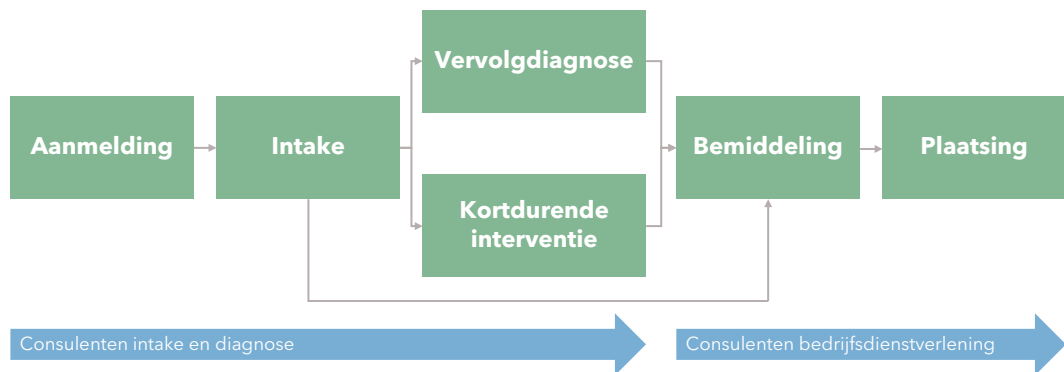 Aanmelding
Intake
Vervolgdiagnose
Kortdurende
interventie
Bemiddeling
Plaatsing
Consulenten intake en diagnose
Consulenten bedrijfsdienstverlening